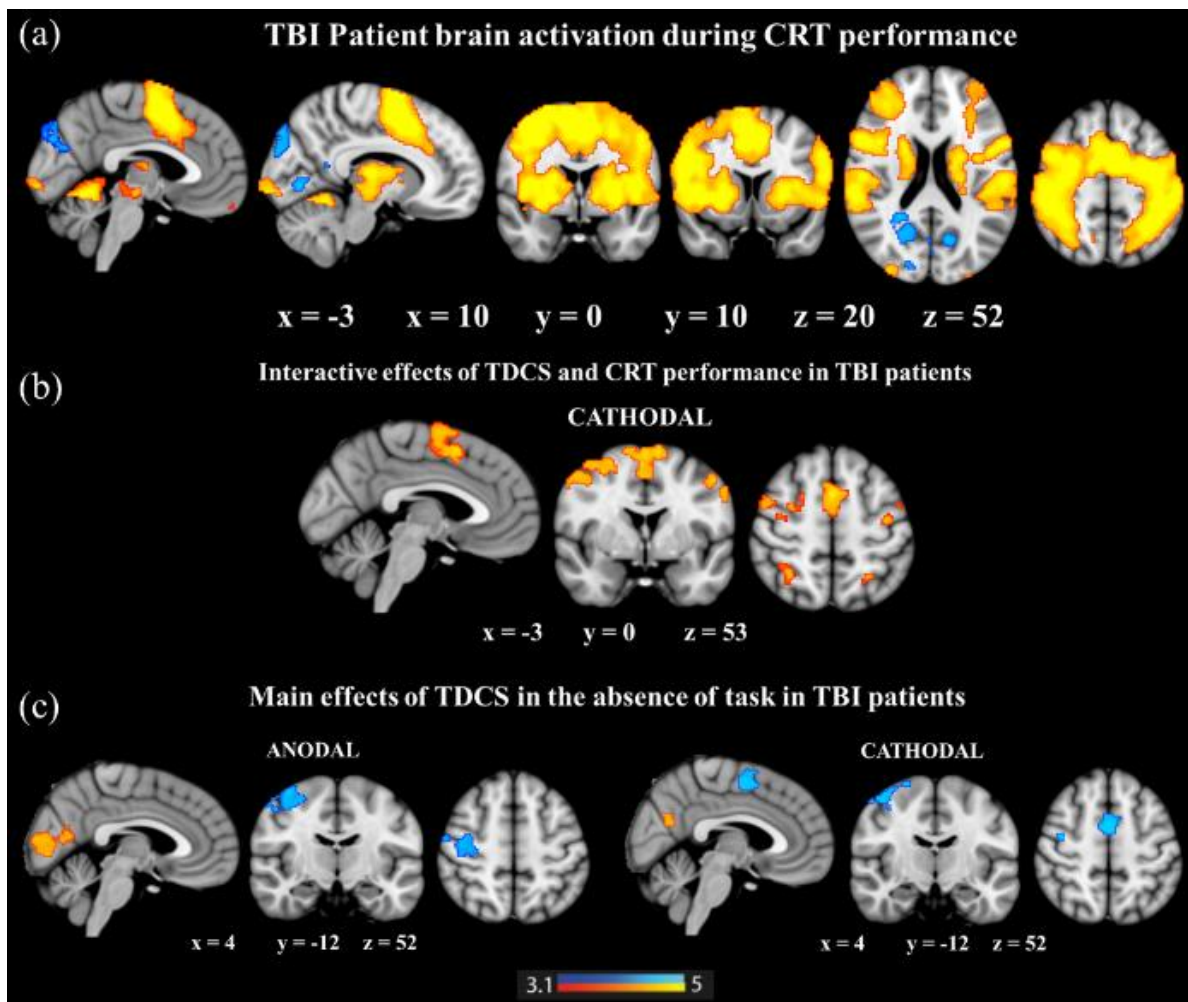 (a)
TBI Patient brain activation during CRT performance
x = -3 x = 10 y = 0 y = 10 z = 20 z = 52
(b)
Interactive effects of TDCS and CRT performance in TBI patients
CATHODAL
x = -3 y = 0 z = 53
(c)
Main effects of TDCS in the absence of task in TBI patients
ANODAL CATHODAL
x = 4 y = -12 z = 52 x = 4 y = -12 z = 52
3.1 5